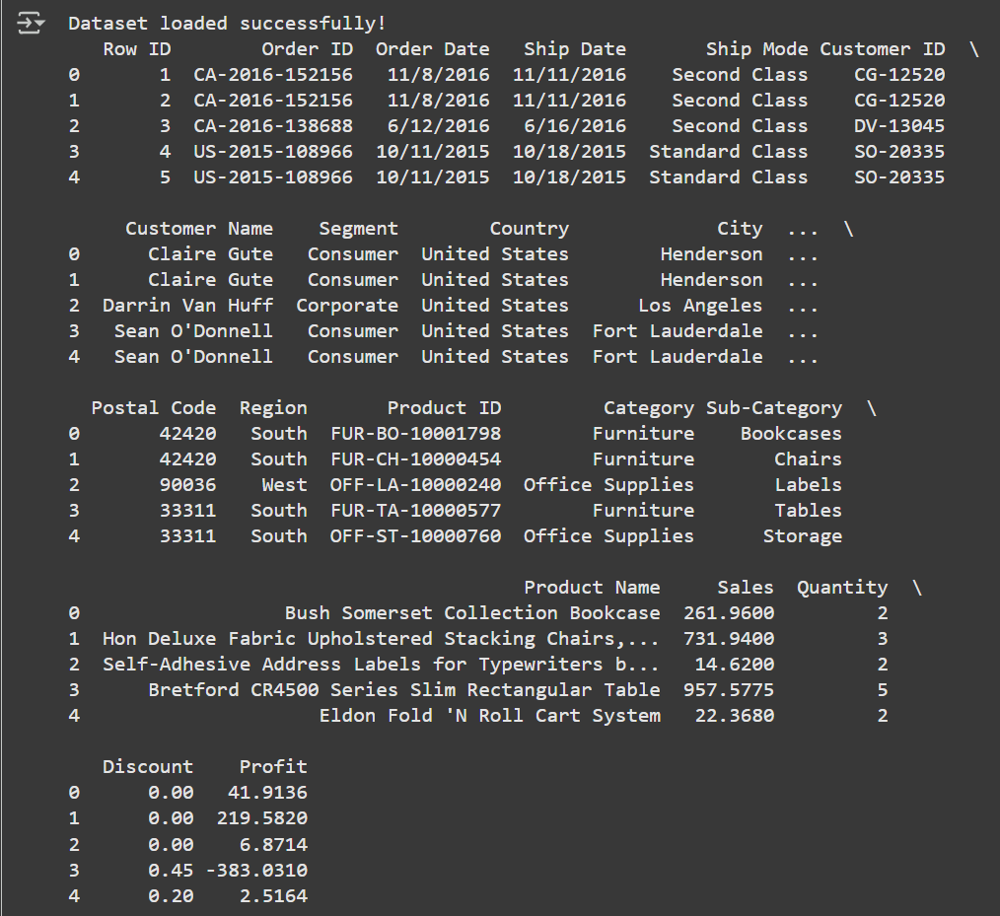 Dataset loaded successfully!
Row ID Order ID Order Date Ship Date Ship Mode Customer ID \
0 1 CA-2016-152156 11/8/2016 11/11/2016 Second Class CG-12520
1 2 CA-2016-152156 11/8/2016 11/11/2016 Second Class CG-12520
2 3 CA-2016-138688 6/12/2016 6/16/2016 Second Class DV-13045
3 4 US-2015-108966 10/11/2015 10/18/2015 Standard Class SO-20335
4 5 US-2015-108966 10/11/2015 10/18/2015 Standard Class SO-20335
Customer Name Segment Country City ... \
0 Claire Gute Consumer United States Henderson ...
1 Claire Gute Consumer United States Henderson ...
2 Darrin Van Huff Corporate United States Los Angeles ...
3 Sean O'Donnell Consumer United States Fort Lauderdale ...
4 Sean O'Donnell Consumer United States Fort Lauderdale ...
Postal Code Region Product ID Category Sub-Category \
0 42420 South FUR-BO-10001798 Furniture Bookcases
1 42420 South FUR-CH-10000454 Furniture Chairs
2 90036 West OFF-LA-10000240 Office Supplies Labels
3 33311 South FUR-TA-10000577 Furniture Tables
4 33311 South OFF-ST-10000760 Office Supplies Storage
Product Name Sales Quantity \
0 Bush Somerset Collection Bookcase 261.9600 2
1 Hon Deluxe Fabric Upholstered Stacking Chairs,... 731.9400 3
2 Self-Adhesive Address Labels for Typewriters b... 14.6200 2
3 Bretford CR4500 Series Slim Rectangular Table 957.5775 5
4 Eldon Fold 'N Roll Cart System 22.3680 2
Discount Profit
0 0.00 41.9136
1 0.00 219.5820
2 0.00 6.8714
3 0.45 -383.0310
4 0.20 2.5164